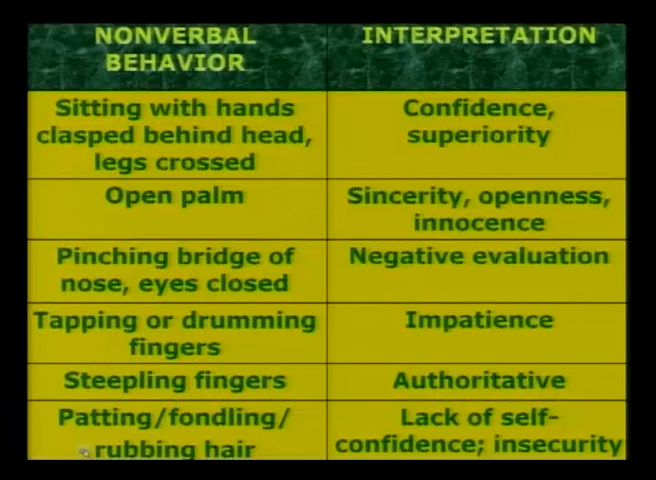 NONVERBAL
BEHAVIOR
INTERPRETATION
Sitting with hands
clasped behind head,
legs crossed
Confidence,
superiority
Open palm
Sincerity, openness,
innocence
Pinching bridge of
nose, eyes closed
Negative evaluation
Tapping or drumming
fingers
Impatience
Steepling fingers
Authoritative
Patting/fondling/
rubbing hair
Lack of self-
confidence; insecurity